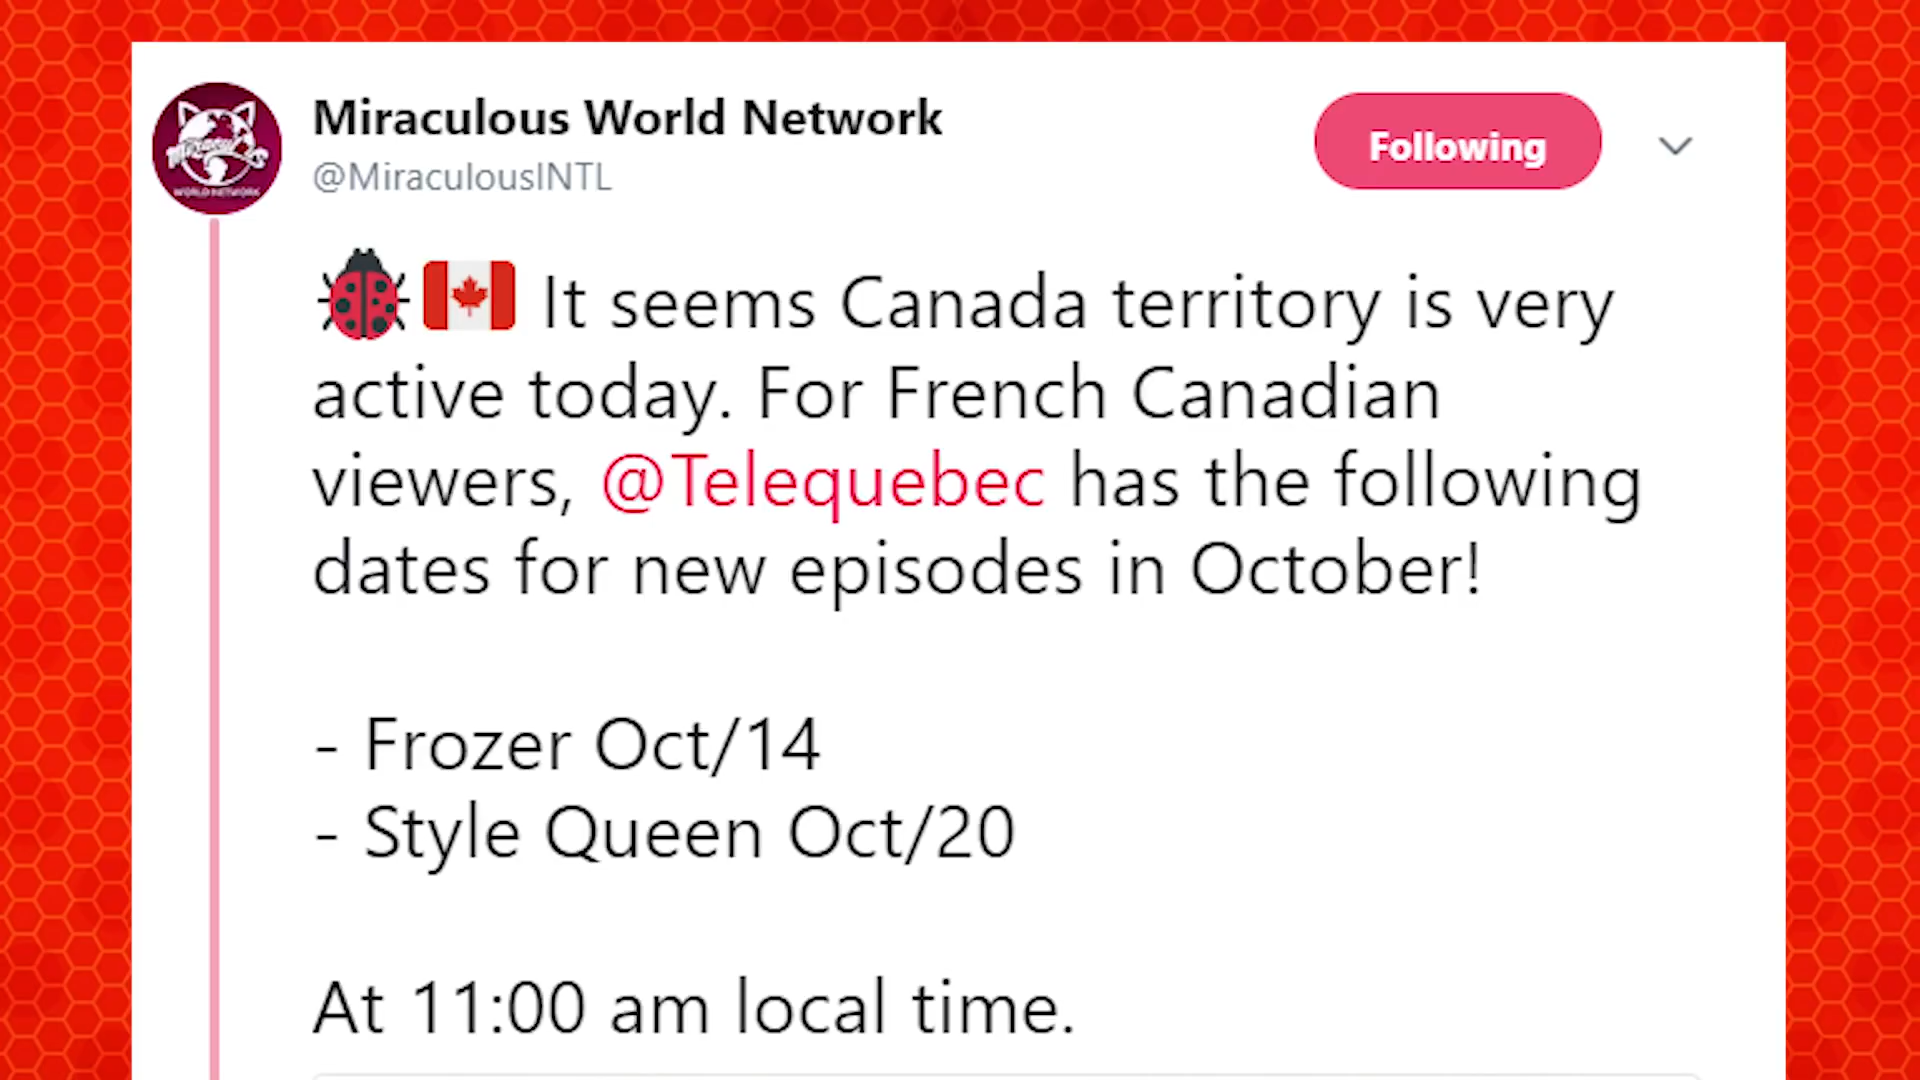 Miraculous World Network
@MiraculousINTL
Following
🐞🇨🇦 It seems Canada territory is very
active today. For French Canadian
viewers, @Telequebec has the following
dates for new episodes in October!
- Frozer Oct/14
- Style Queen Oct/20
At 11:00 am local time.
WORLD NETWORK